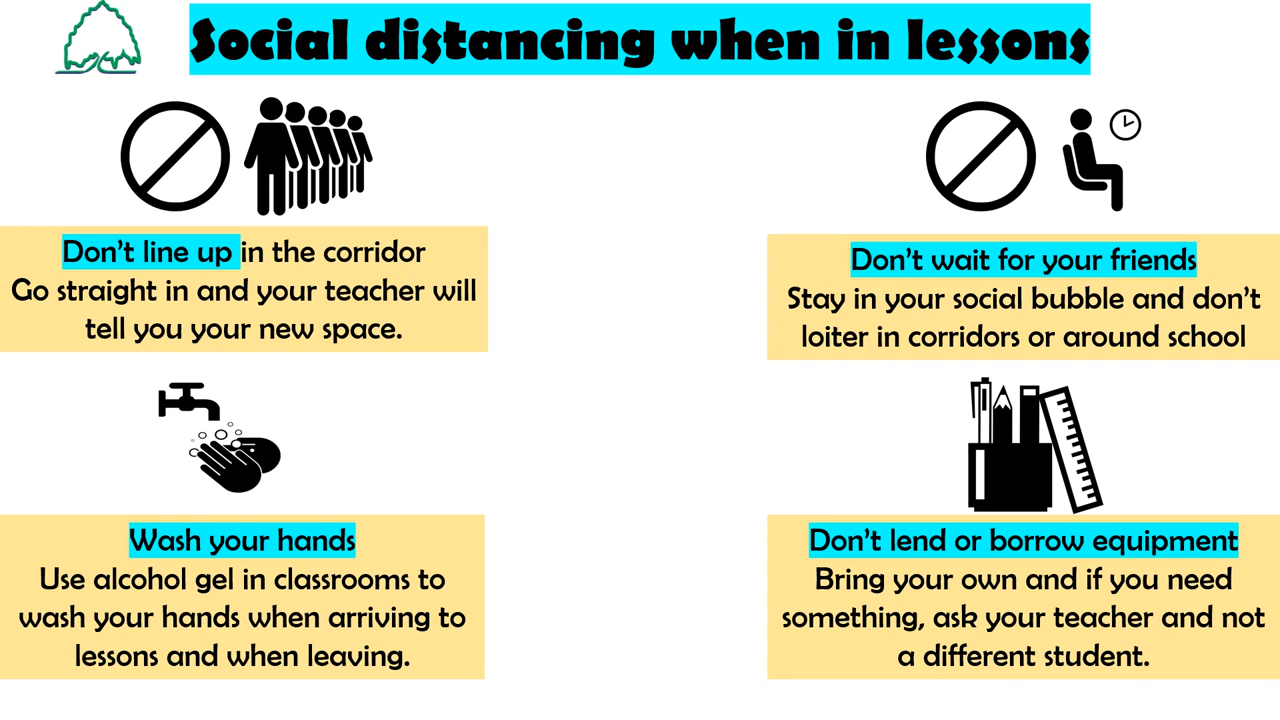 Social distancing when in lessons
Don’t line up in the corridor
Go straight in and your teacher will
tell you your new space.
Don’t wait for your friends
Stay in your social bubble and don’t
loiter in corridors or around school
Wash your hands
Use alcohol gel in classrooms to
wash your hands when arriving to
lessons and when leaving.
Don’t lend or borrow equipment
Bring your own and if you need
something, ask your teacher and not
a different student.